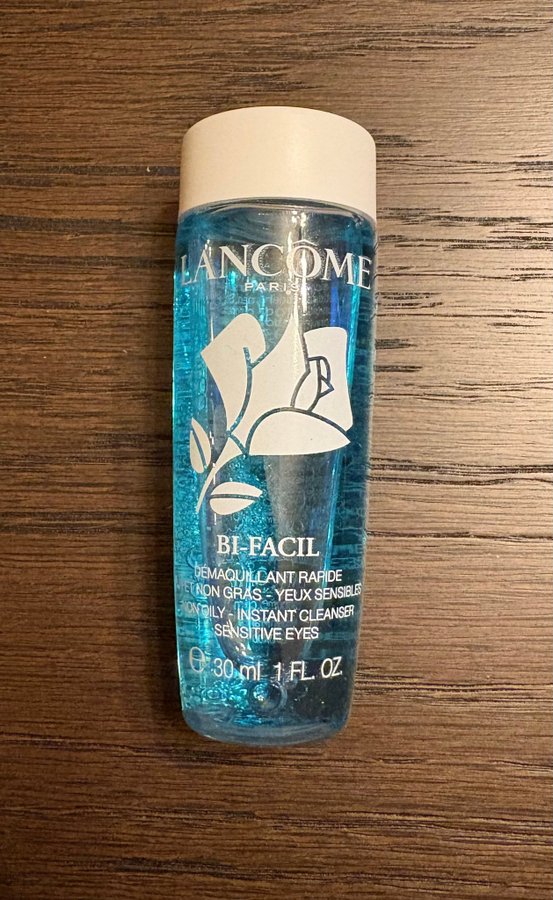 LANCÔME
PARIS
BI-FACIL
DÉMAQUILLANT RAPIDE
ET NON GRAS - YEUX SENSIBLES
NON OILY - INSTANT CLEANSER
SENSITIVE EYES
℮ 30 ml 1 FL. OZ.